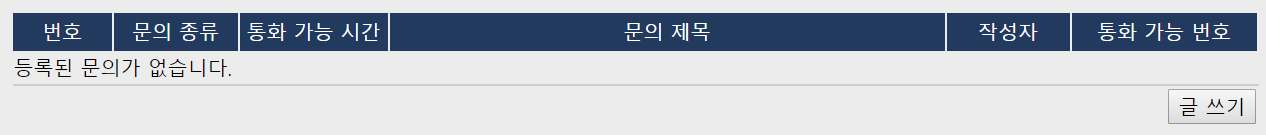 번호 문의 종류 통화 가능 시간 문의 제목 작성자 통화 가능 번호
등록된 문의가 없습니다.
글 쓰기